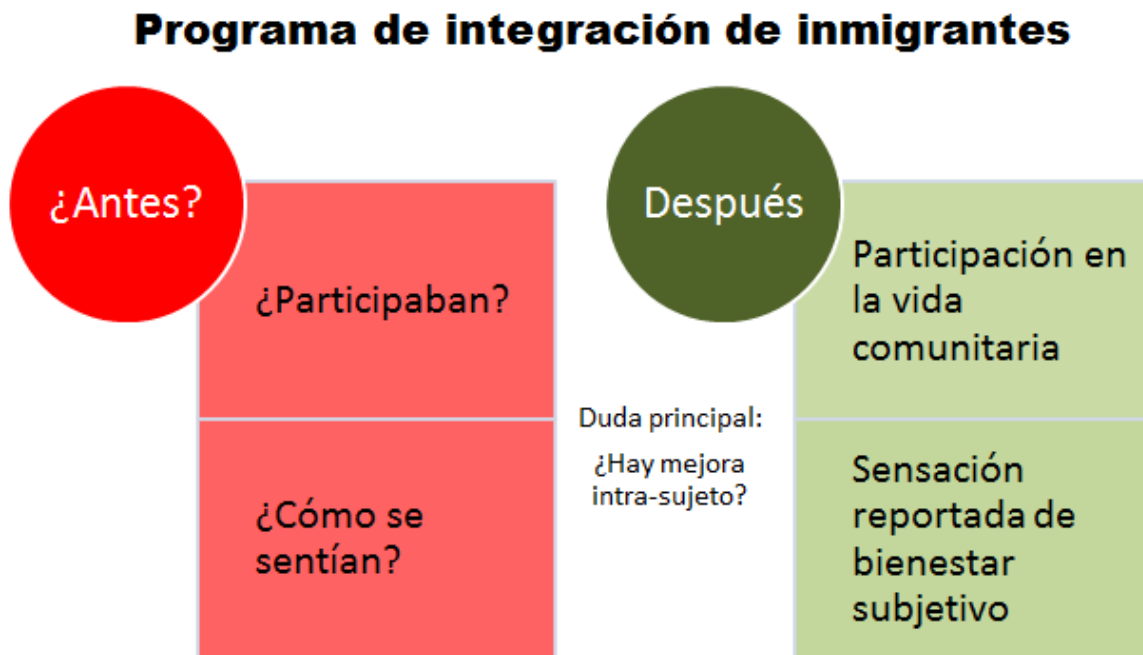 Programa de integración de inmigrantes
¿Antes?
¿Participaban?
¿Cómo se
sentían?
Duda principal:
¿Hay mejora
intra-sujeto?
Después
Participación en
la vida
comunitaria
Sensación
reportada de
bienestar
subjetivo